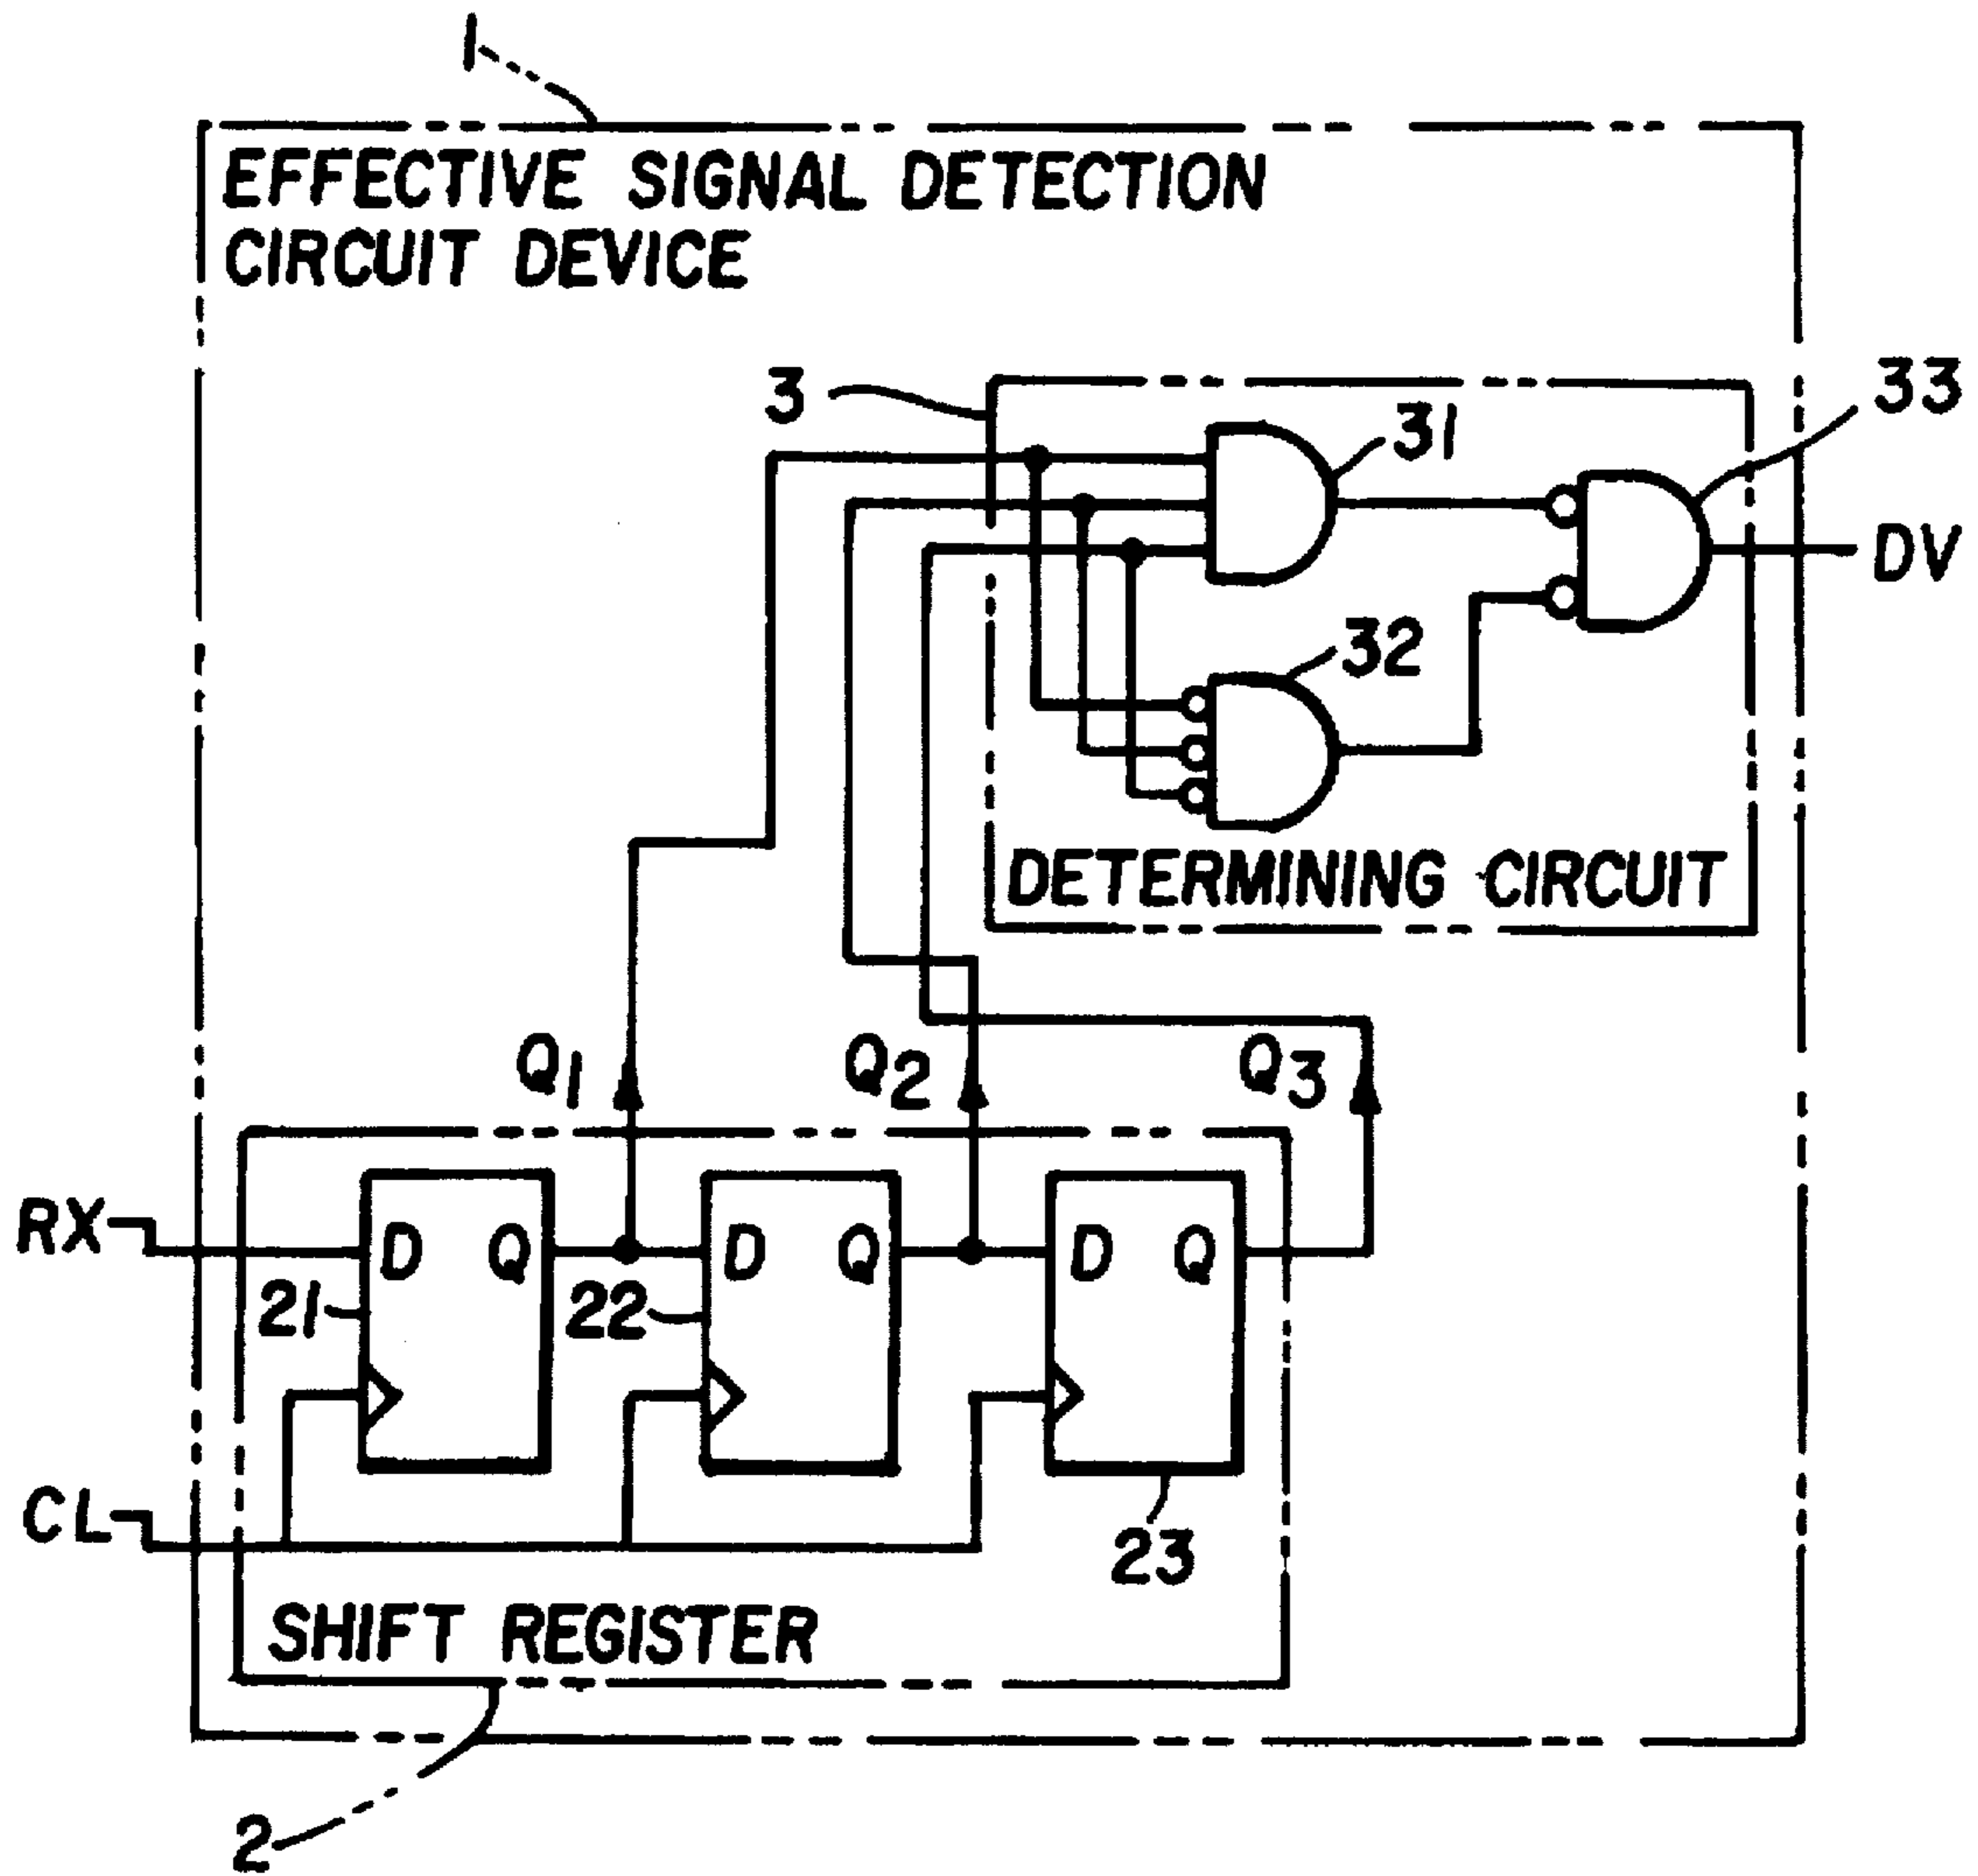 1
EFFECTIVE SIGNAL DETECTION
CIRCUIT DEVICE
3
31
33
DV
32
DETERMINING CIRCUIT
Q1
Q2
Q3
RX
D Q
D Q
D Q
21
22
CL
23
SHIFT REGISTER
2